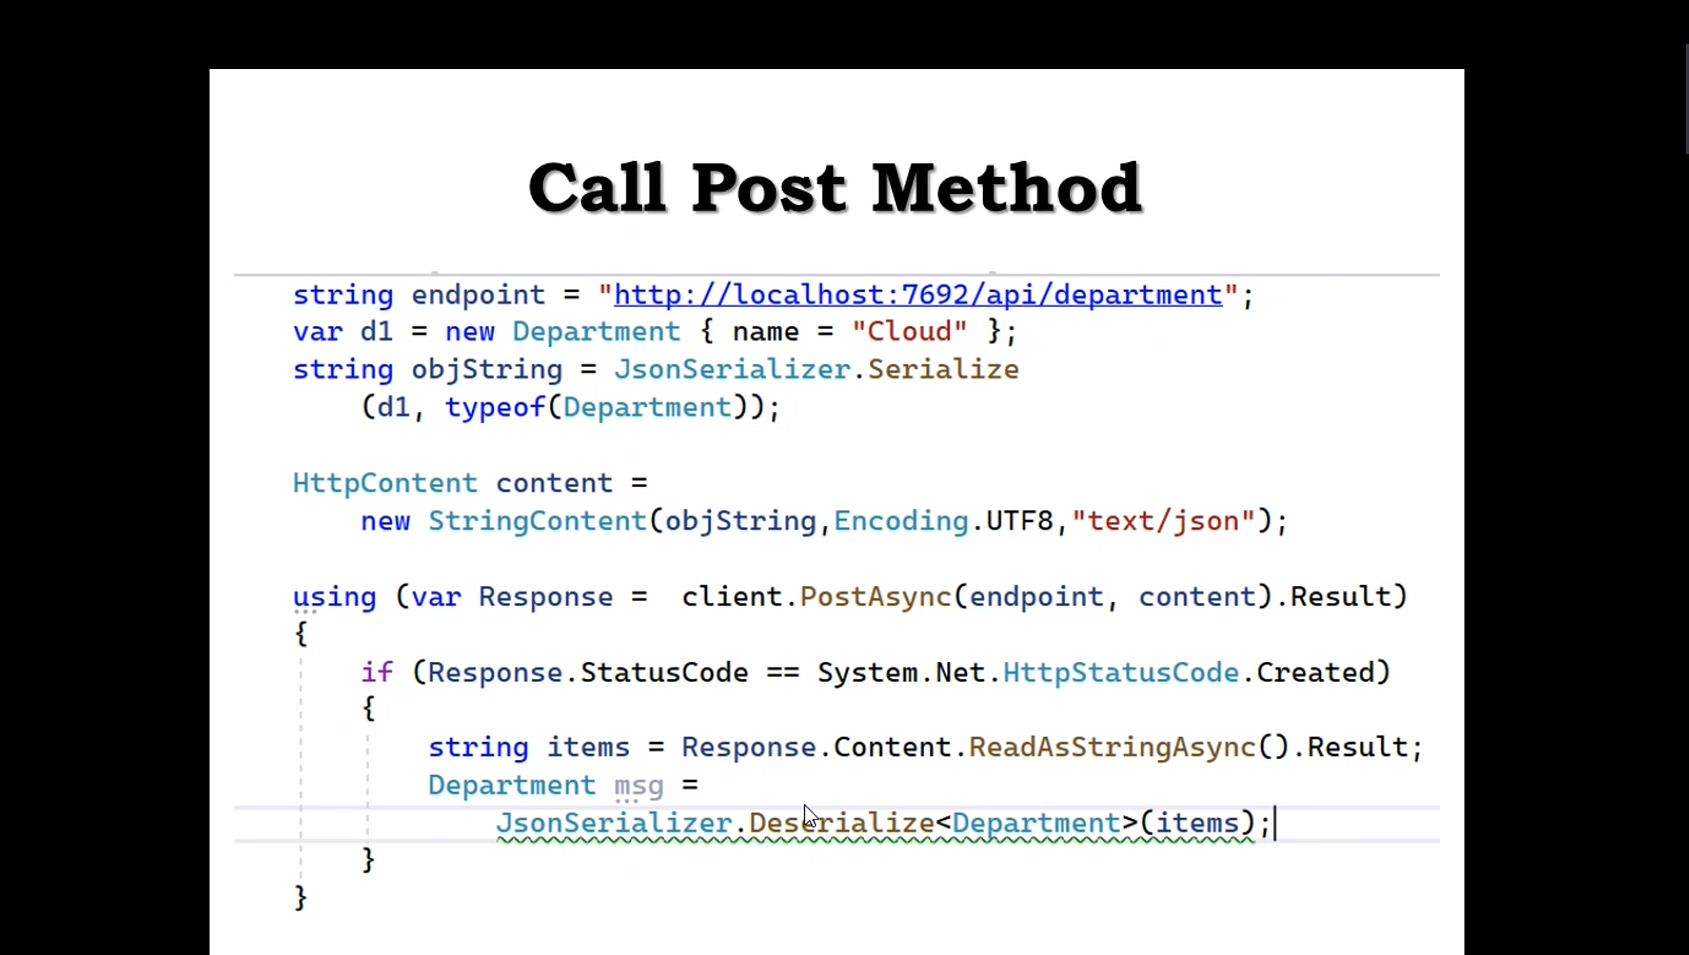 Call Post Method
string endpoint = "http://localhost:7692/api/department";
var d1 = new Department { name = "Cloud" };
string objString = JsonSerializer.Serialize
(d1, typeof(Department));
HttpContent content =
new StringContent(objString,Encoding.UTF8,"text/json");
using (var Response =  client.PostAsync(endpoint, content).Result)
{
if (Response.StatusCode == System.Net.HttpStatusCode.Created)
{
string items = Response.Content.ReadAsStringAsync().Result;
Department msg =
JsonSerializer.Deserialize<Department>(items);
}
}